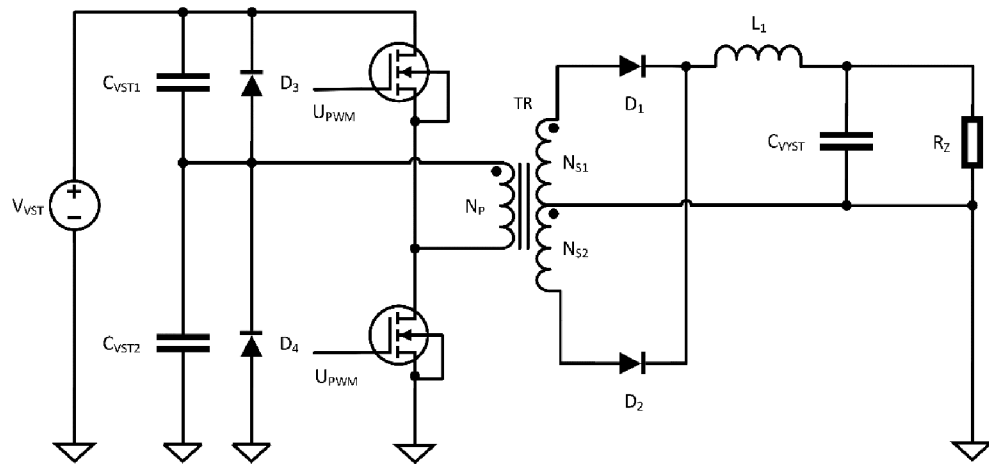 L1
CVST1
D3
UPWM
TR
D1
NS1
CVYST
RZ
VVST
+
−
NP
NS2
CVST2
D4
UPWM
D2